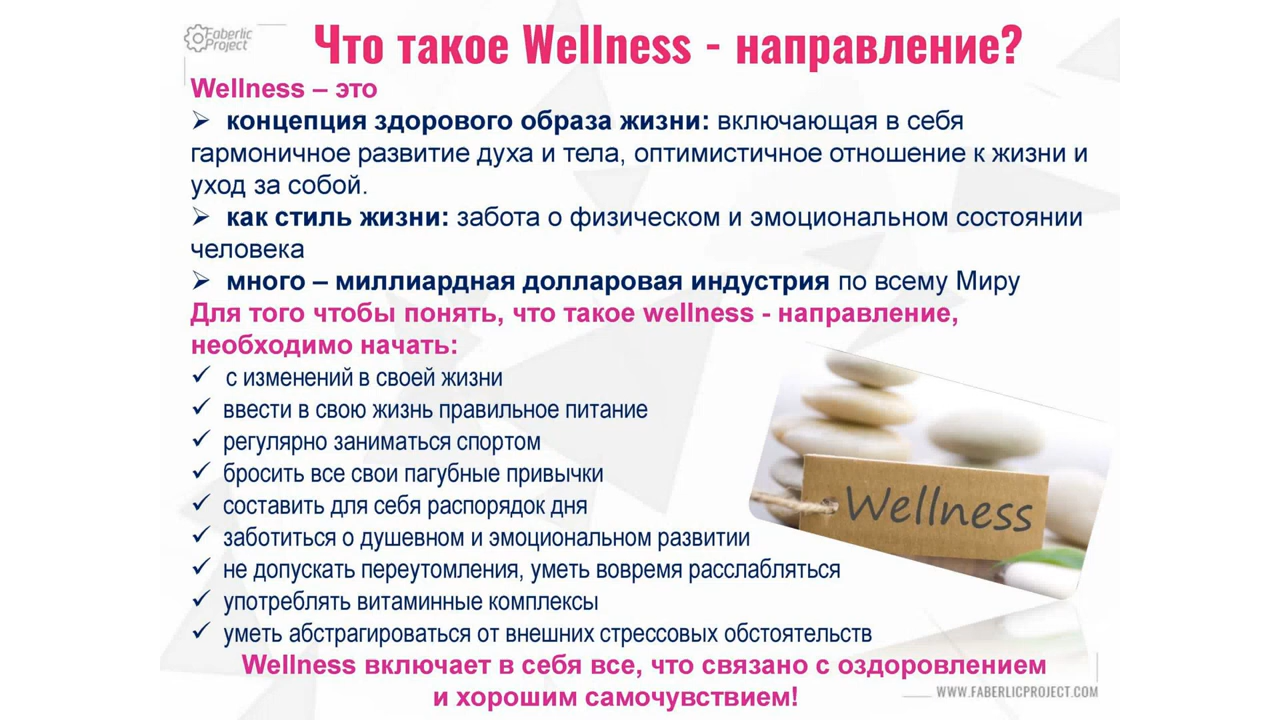 Faberlic
Project
Что такое Wellness - направление?
Wellness – это
➢ концепция здорового образа жизни: включающая в себя
гармоничное развитие духа и тела, оптимистичное отношение к жизни и
уход за собой.
➢ как стиль жизни: забота о физическом и эмоциональном состоянии
человека
➢ много – миллиардная долларовая индустрия по всему Миру
Для того чтобы понять, что такое wellness - направление,
необходимо начать:
✓ с изменений в своей жизни
✓ ввести в свою жизнь правильное питание
✓ регулярно заниматься спортом
✓ бросить все свои пагубные привычки
✓ составить для себя распорядок дня
✓ заботиться о душевном и эмоциональном развитии
✓ не допускать переутомления, уметь вовремя расслабляться
✓ употреблять витаминные комплексы
✓ уметь абстрагироваться от внешних стрессовых обстоятельств
Wellness
Wellness включает в себя все, что связано с оздоровлением
и хорошим самочувствием!
WWW.FABERLICPROJECT.COM